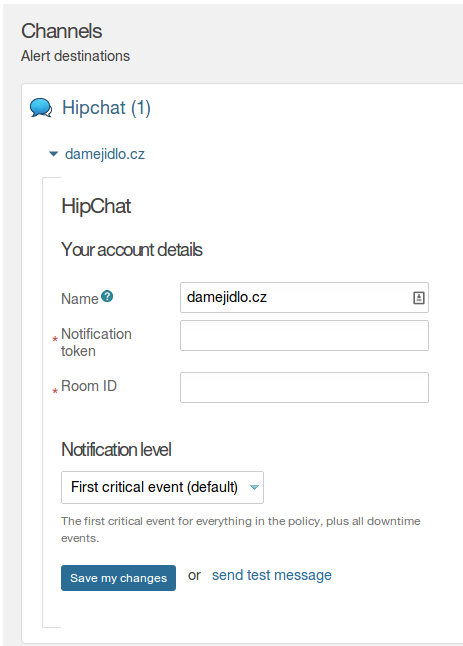 Channels
Alert destinations
Hipchat (1)
damejidlo.cz
HipChat
Your account details
Name ?
damejidlo.cz
* Notification
token
* Room ID
Notification level
First critical event (default)
The first critical event for everything in the policy, plus all downtime
events.
Save my changes or send test message